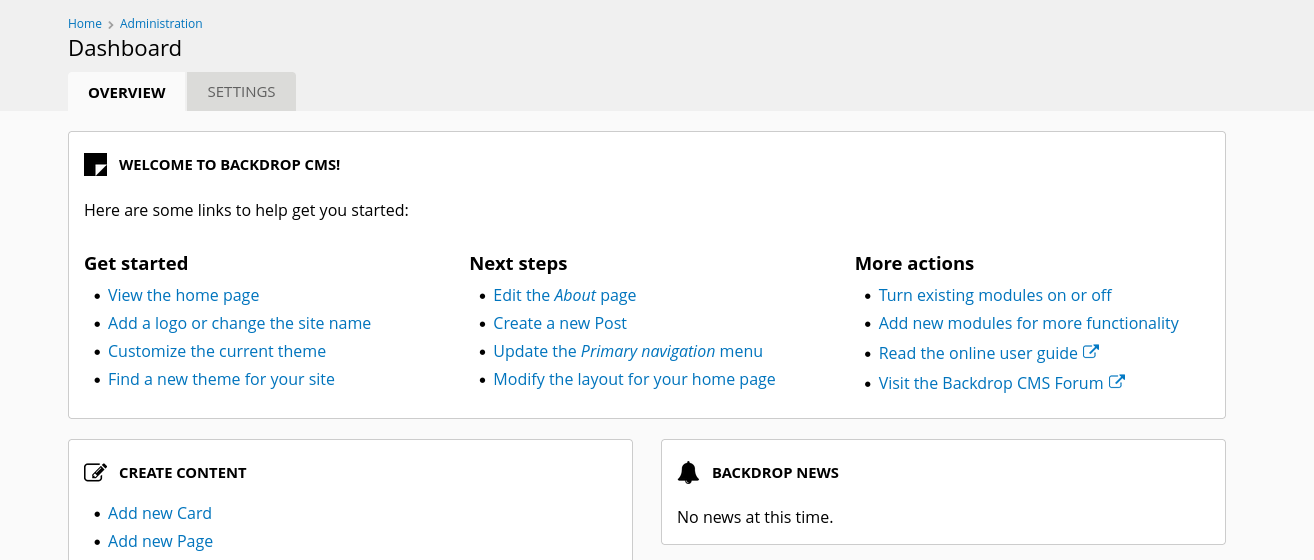 Home > Administration
Dashboard
OVERVIEW SETTINGS
WELCOME TO BACKDROP CMS!
Here are some links to help get you started:
Get started
View the home page
Add a logo or change the site name
Customize the current theme
Find a new theme for your site
Next steps
Edit the About page
Create a new Post
Update the Primary navigation menu
Modify the layout for your home page
More actions
Turn existing modules on or off
Add new modules for more functionality
Read the online user guide
Visit the Backdrop CMS Forum
CREATE CONTENT
Add new Card
Add new Page
BACKDROP NEWS
No news at this time.